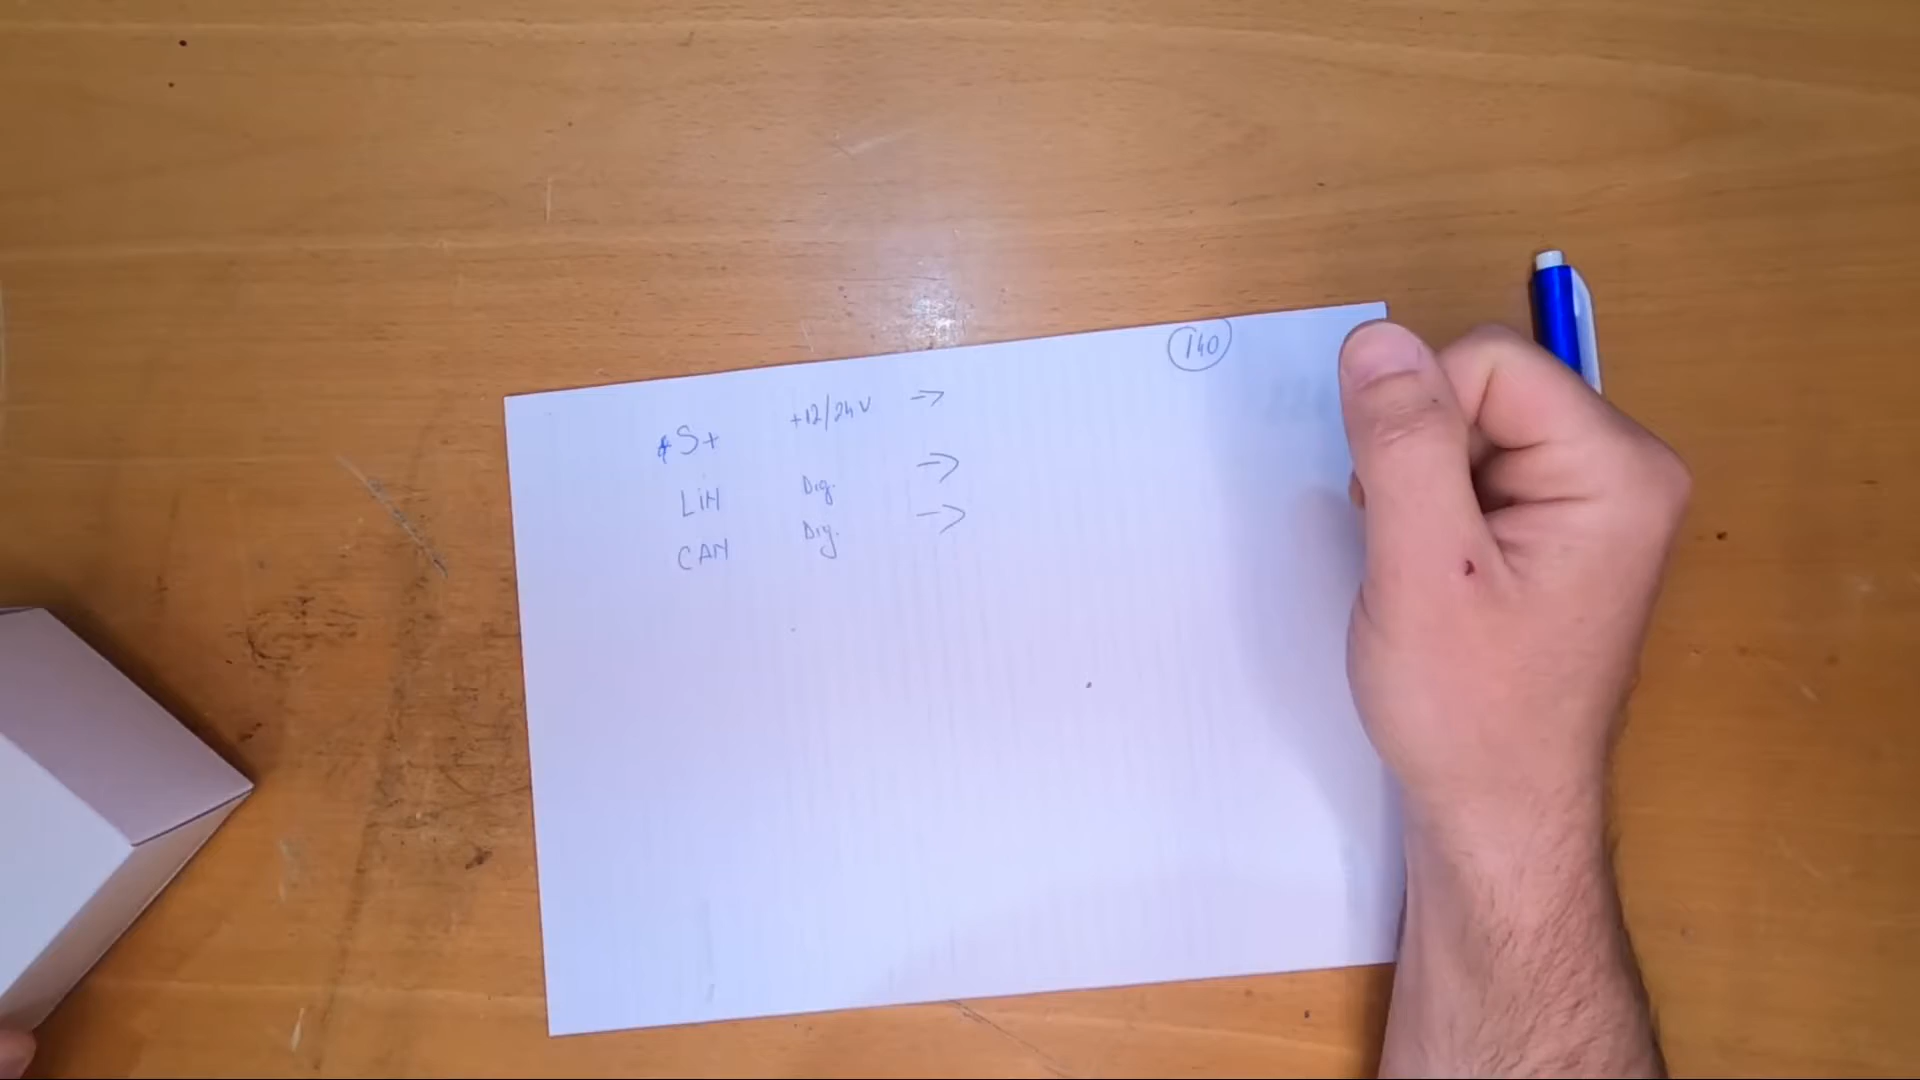 140
S+ +12/24V →
LiN Dig. →
CAN Dig. →